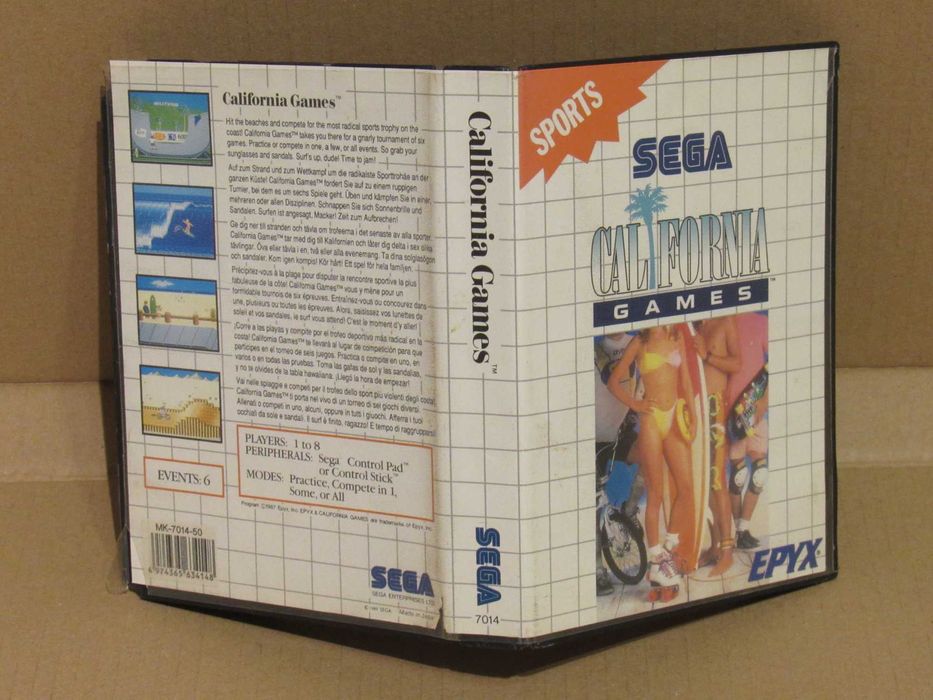 California Games™
Hit the beaches and compete for the most radical sports trophy on the
coast! California Games™ takes you there for a gnarly tournament of six
games. Practice or compete in one, a few, or all events. So grab your
sunglasses and sandals. Surf's up, dude! Time to jam!
Auf zum Strand und zum Wettkampf um die radikalste Sporttrohäe an der
ganzen Küste! California Games™ fordert Sie auf zu einem ruppigen
Turnier, bei dem es um sechs Spiele geht. Üben und kämpfen Sie in einer,
mehreren oder allen Disziplinen. Schnappen Sie sich Sonnenbrille und
Sandalen. Surfen ist angesagt, Macker! Zeit zum Aufbrechen!
Ge dig ner till stranden och tävla om trofeerna i det senaste av alla sporter.
California Games™ tar med dig till Kalifornien och låter dig delta i sex olika
tävlingar. Öva eller tävla i en, två eller alla evenemang. Ta dina solglasögon
och sandaler. Kom igen kompis! Kör hårt! Ett spel för hela familjen.
Précipitez-vous à la plage pour disputer la rencontre sportive la plus
fabuleuse de la côte! California Games™ vous y mène pour un
formidable tournois de six épreuves. Entraînez-vous ou concourez dans
une, plusieurs ou toutes les épreuves. Alors, saisissez vos lunettes de
soleil et vos sandales, le surf vous attend! C'est le moment d'y aller!
¡Corre a las playas y compite por el trofeo deportivo más radical en la
costa! California Games™ te llevará al lugar de competición para que
participes en el torneo de seis juegos. Practica o compite en uno, en
varios o en todas las pruebas. Toma las gafas de sol y las sandalias,
y no te olvides de la tabla hawaiana. ¡Llegó la hora de empezar!
Vai nelle spiaggie e competi per il trofeo dello sport più violenti degli costa!
California Games™ ti porta nel vivo di un torneo di sei giochi diversi.
Allenati o competi in uno, alcuni, oppure in tutti i giuochi. Afferra i tuoi
occhiali da sole e sandali. Il surf è finito, ragazzo! E tempo di raggruppars
PLAYERS: 1 to 8
PERIPHERALS: Sega Control Pad™
or Control Stick™
MODES: Practice, Compete in 1,
Some, or All
EVENTS: 6
Program ©1987 Epyx, Inc. EPYX & CALIFORNIA GAMES are trademarks of Epyx, Inc.
MK-7014-50
4 974365 634148
SEGA
SEGA ENTERPRISES LTD.
SEGA Made in Japan
California Games™
SEGA
7014
SPORTS
SEGA
CALIFORNIA™
GAMES
EPYX®